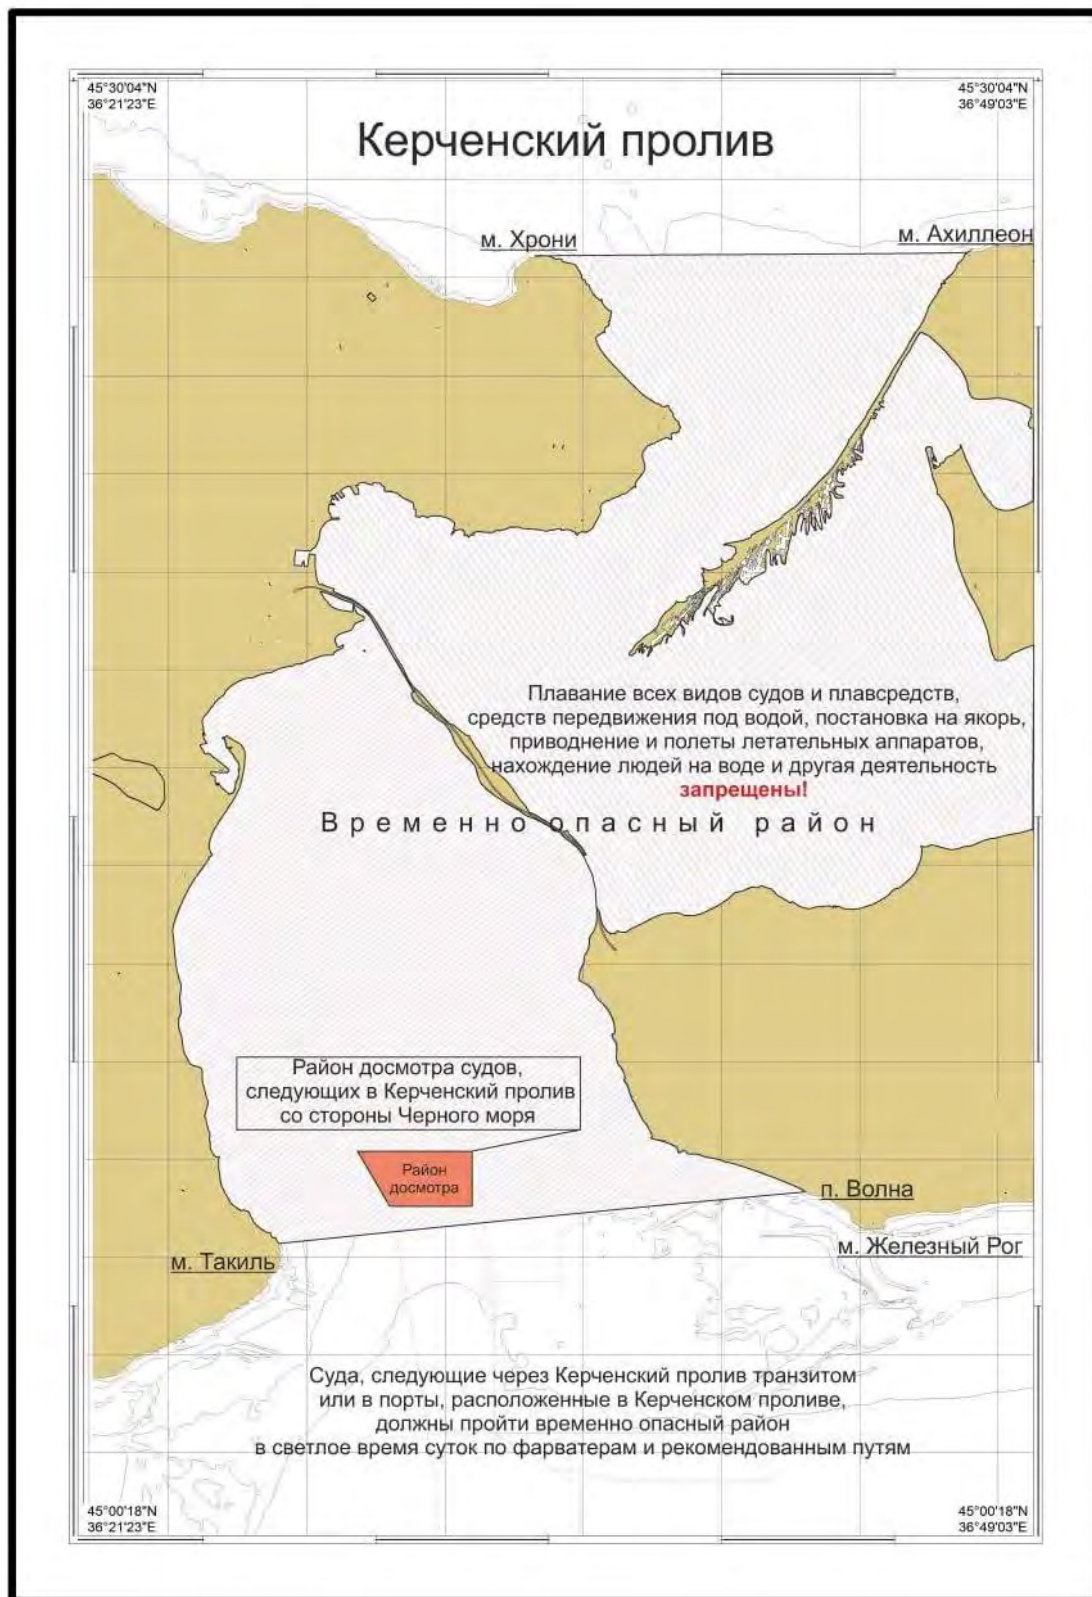 45°30'04"N
36°21'23"E
45°30'04"N
36°49'03"E
Керченский пролив
м. Хрони
м. Ахиллеон
Плавание всех видов судов и плавсредств,
средств передвижения под водой, постановка на якорь,
приводнение и полеты летательных аппаратов,
нахождение людей на воде и другая деятельность
запрещены!
Временно опасный район
Район досмотра судов,
следующих в Керченский пролив
со стороны Черного моря
Район
досмотра
п. Волна
м. Железный Рог
м. Такиль
Суда, следующие через Керченский пролив транзитом
или в порты, расположенные в Керченском проливе,
должны пройти временно опасный район
в светлое время суток по фарватерам и рекомендованным путям
45°00'18"N
36°21'23"E
45°00'18"N
36°49'03"E